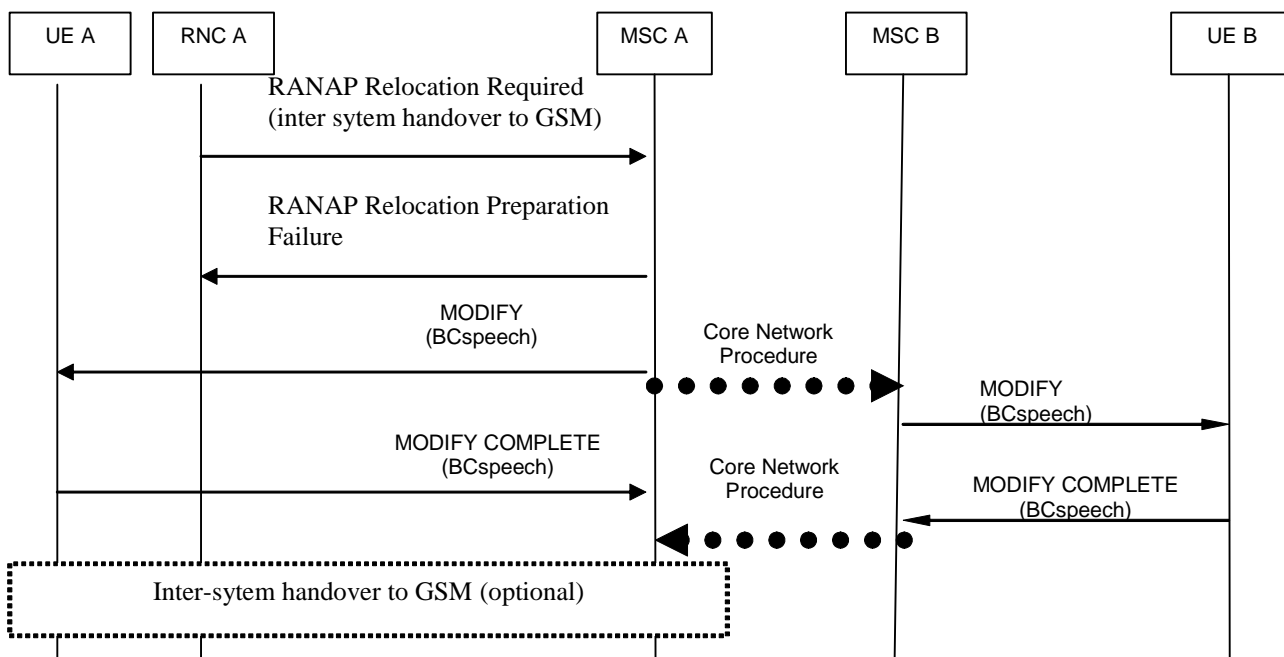 UE A
RNC A
MSC A
MSC B
UE B
RANAP Relocation Required
(inter sytem handover to GSM)
RANAP Relocation Preparation
Failure
MODIFY
(BCspeech)
Core Network
Procedure
MODIFY
(BCspeech)
MODIFY COMPLETE
(BCspeech)
Core Network
Procedure
MODIFY COMPLETE
(BCspeech)
Inter-sytem handover to GSM (optional)